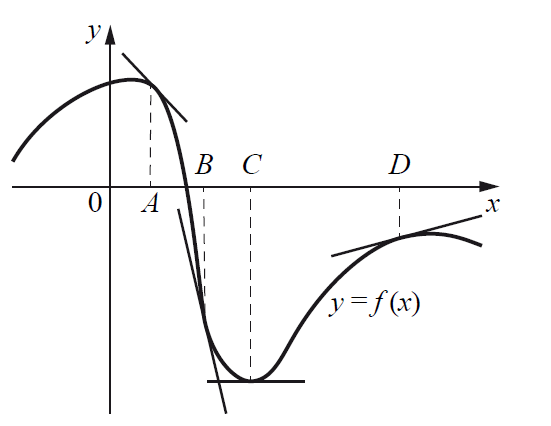 y
B C D
0 A x
y = f(x)